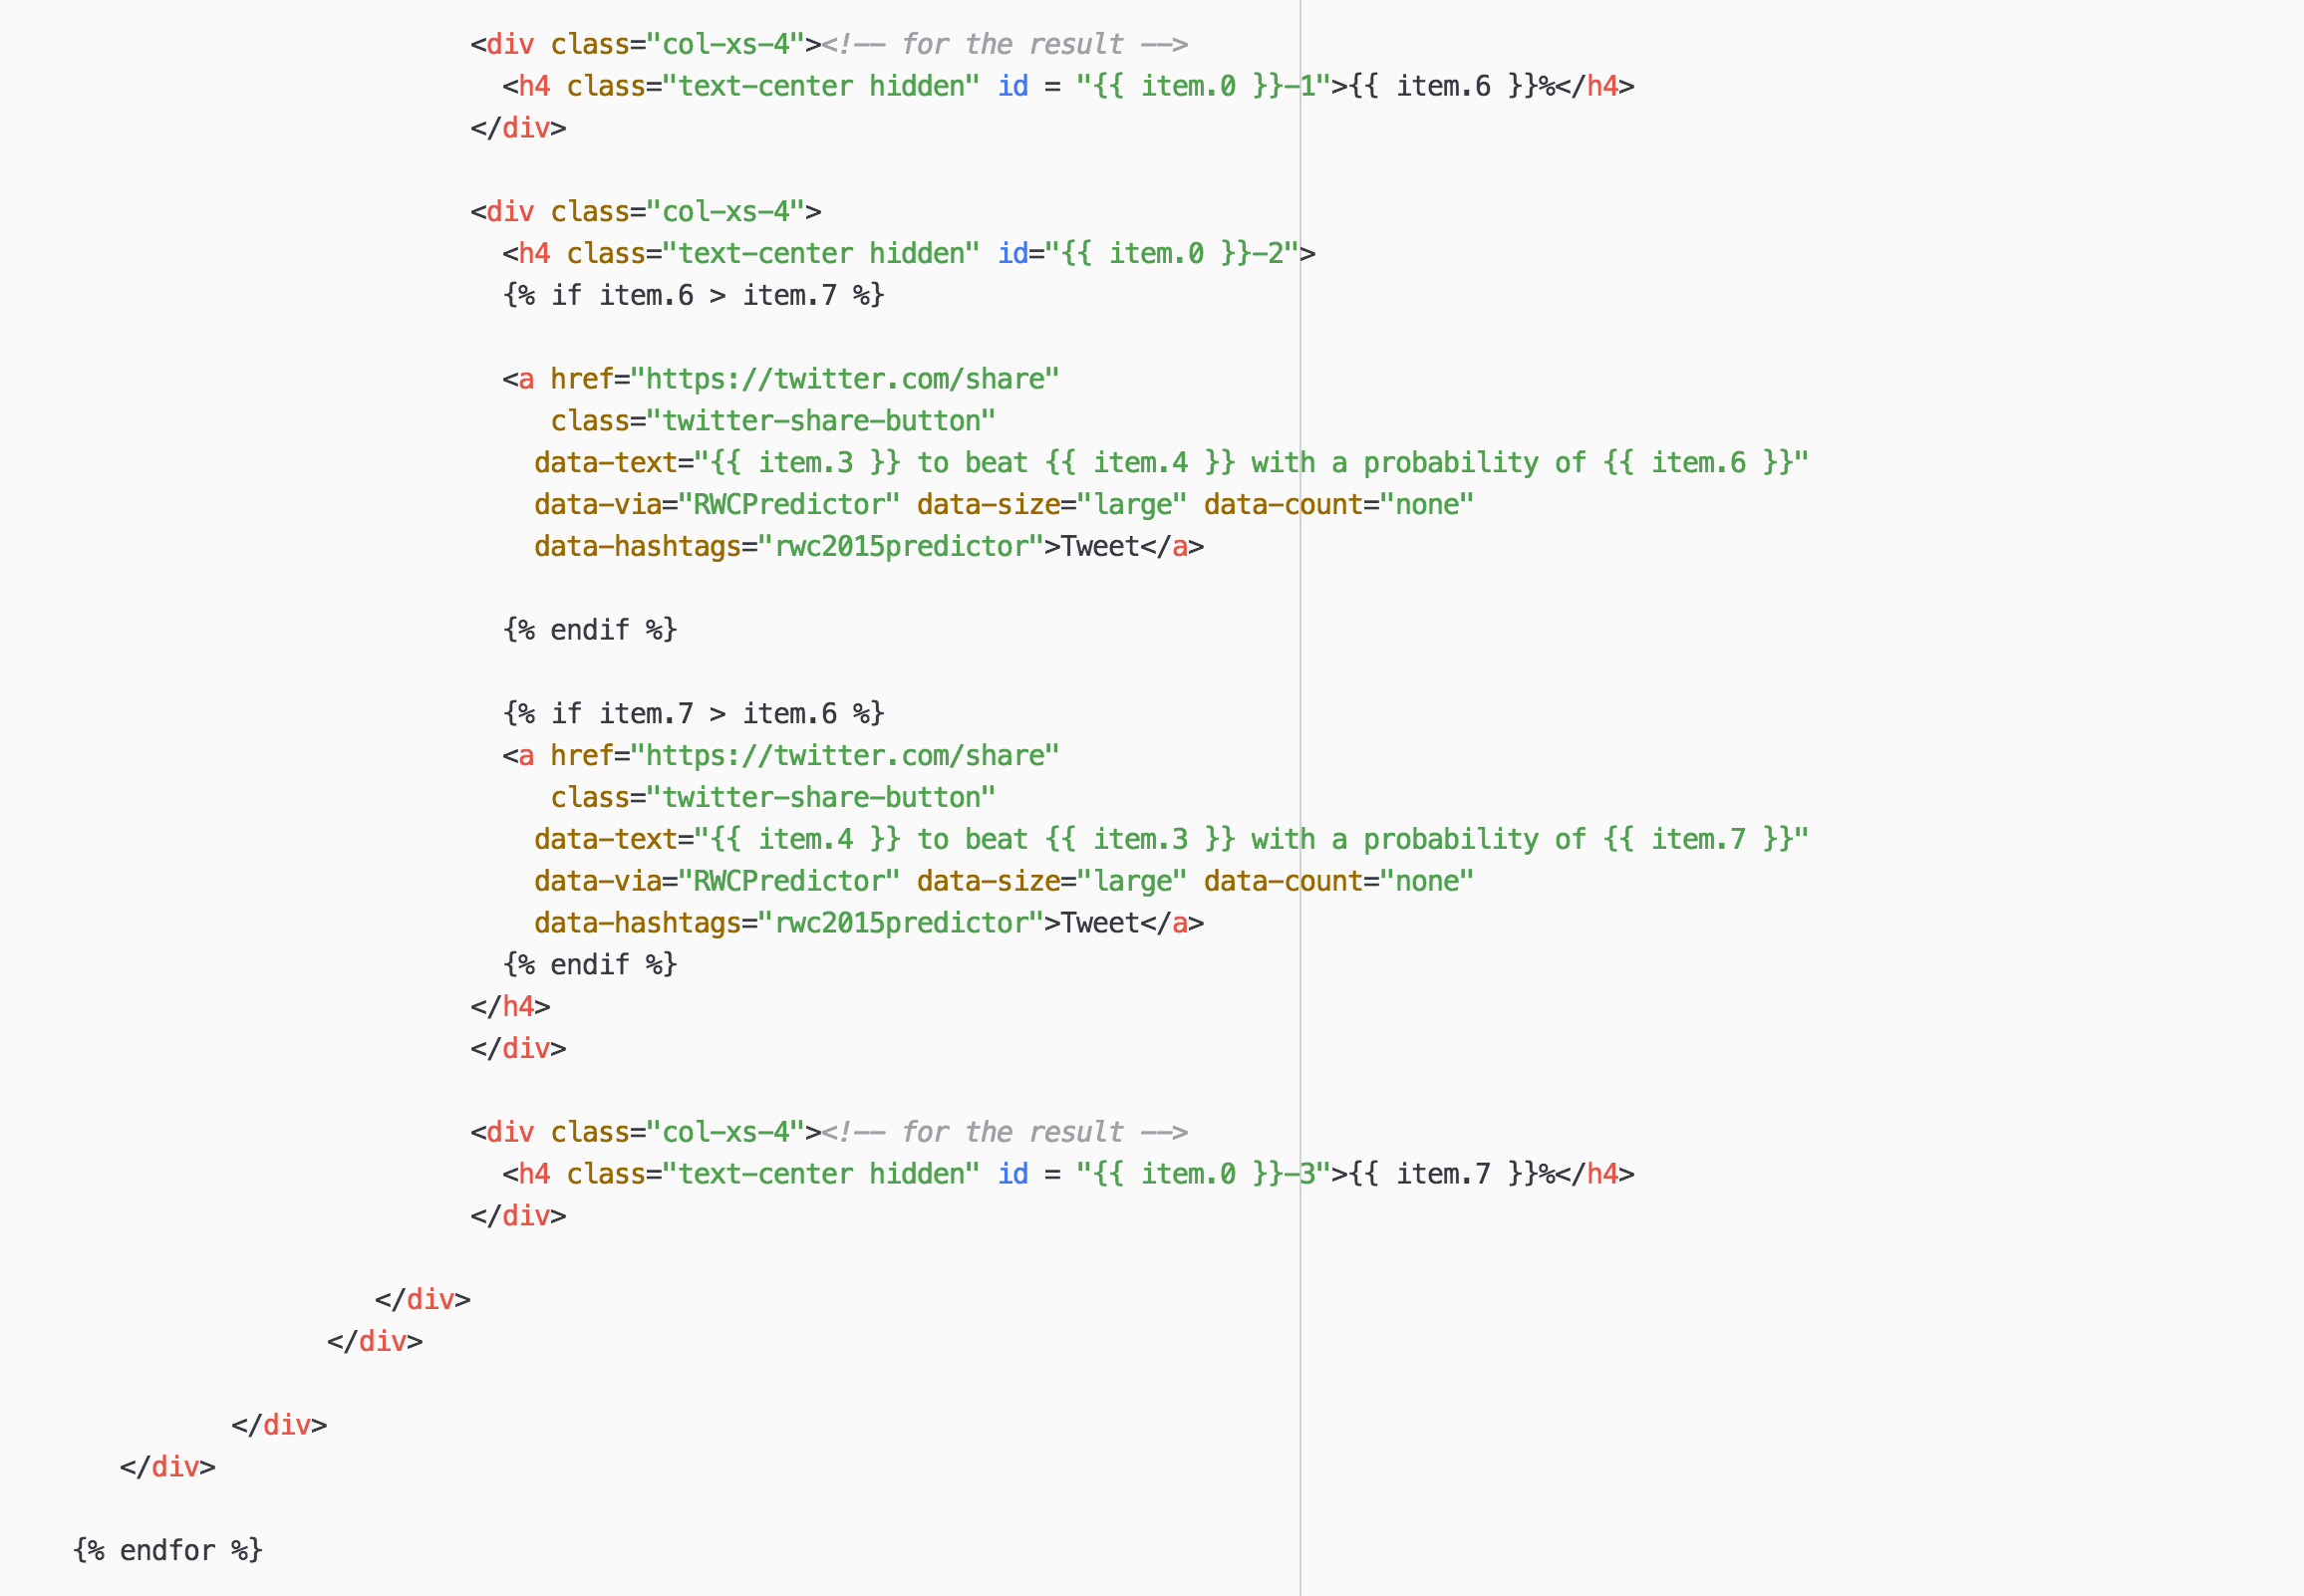 <div class="col-xs-4"><!-- for the result -->
<h4 class="text-center hidden" id = "{{ item.0 }}-1">{{ item.6 }}%</h4>
</div>
<div class="col-xs-4">
<h4 class="text-center hidden" id="{{ item.0 }}-2">
{% if item.6 > item.7 %}
<a href="https://twitter.com/share"
class="twitter-share-button"
data-text="{{ item.3 }} to beat {{ item.4 }} with a probability of {{ item.6 }}"
data-via="RWCPredictor" data-size="large" data-count="none"
data-hashtags="rwc2015predictor">Tweet</a>
{% endif %}
{% if item.7 > item.6 %}
<a href="https://twitter.com/share"
class="twitter-share-button"
data-text="{{ item.4 }} to beat {{ item.3 }} with a probability of {{ item.7 }}"
data-via="RWCPredictor" data-size="large" data-count="none"
data-hashtags="rwc2015predictor">Tweet</a>
{% endif %}
</h4>
</div>
<div class="col-xs-4"><!-- for the result -->
<h4 class="text-center hidden" id = "{{ item.0 }}-3">{{ item.7 }}%</h4>
</div>
</div>
</div>
</div>
</div>
{% endfor %}